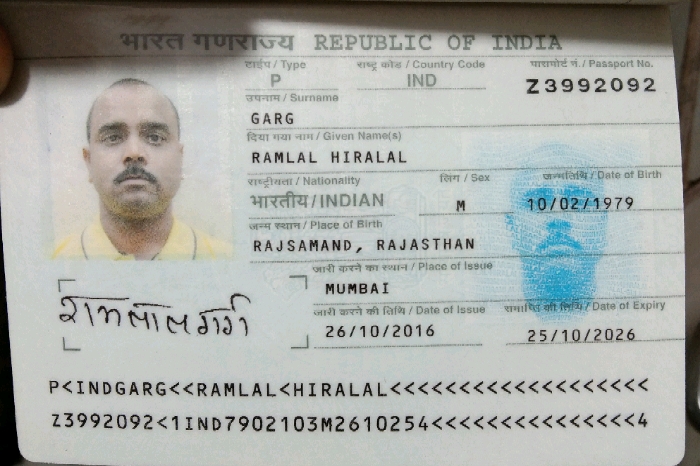 भारत गणराज्य REPUBLIC OF INDIA
टाईप / Type राष्ट्र कोड / Country Code पासपोर्ट नं. / Passport No.
P IND Z3992092
उपनाम / Surname
GARG
दिया गया नाम / Given Name(s)
RAMLAL HIRALAL
राष्ट्रीयता / Nationality लिंग / Sex जन्मतिथि / Date of Birth
भारतीय/INDIAN M 10/02/1979
जन्म स्थान / Place of Birth
RAJSAMAND, RAJASTHAN
जारी करने का स्थान / Place of Issue
MUMBAI
जारी करने की तिथि / Date of Issue समाप्ति की तिथि / Date of Expiry
26/10/2016 25/10/2026
रामलाल गर्ग
P<INDGARG<<RAMLAL<HIRALAL<<<<<<<<<<<<<<<<<<<
Z3992092<1IND7902103M2610254<<<<<<<<<<<<<<<4